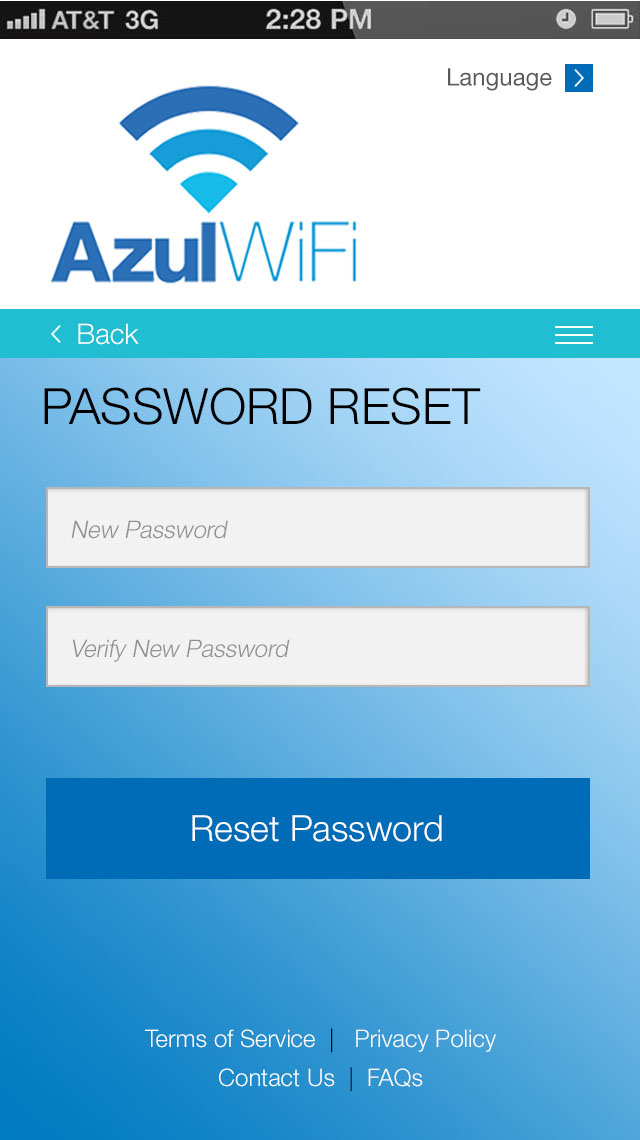 AT&T 3G 2:28 PM
Language
AzulWiFi
Back
PASSWORD RESET
New Password
Verify New Password
Reset Password
Terms of Service | Privacy Policy
Contact Us | FAQs